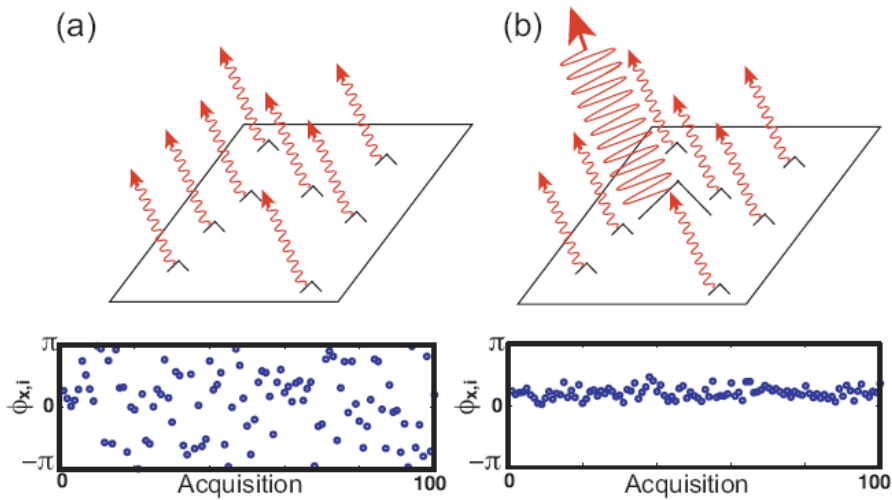 (a) (b)
π π
ϕx,i 0 ϕx,i 0
−π −π
0 Acquisition 100 0 Acquisition 100